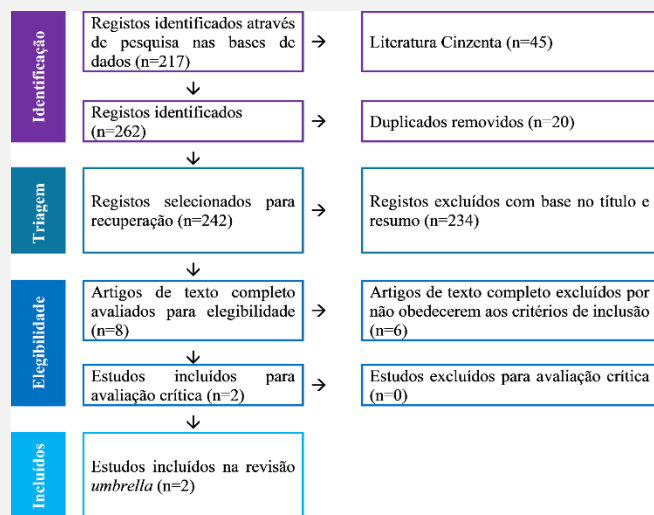 Identificação
Registos identificados através
de pesquisa nas bases de
dados (n=217)
→
Literatura Cinzenta (n=45)
↓
Registos identificados
(n=262)
→
Duplicados removidos (n=20)
↓
Triagem
Registos selecionados para
recuperação (n=242)
→
Registos excluídos com base no título e
resumo (n=234)
↓
Elegibilidade
Artigos de texto completo
avaliados para elegibilidade
(n=8)
→
Artigos de texto completo excluídos por
não obedecerem aos critérios de inclusão
(n=6)
↓
Estudos incluídos para
avaliação crítica (n=2)
→
Estudos excluídos para avaliação crítica
(n=0)
↓
Incluídos
Estudos incluídos na revisão
umbrella (n=2)